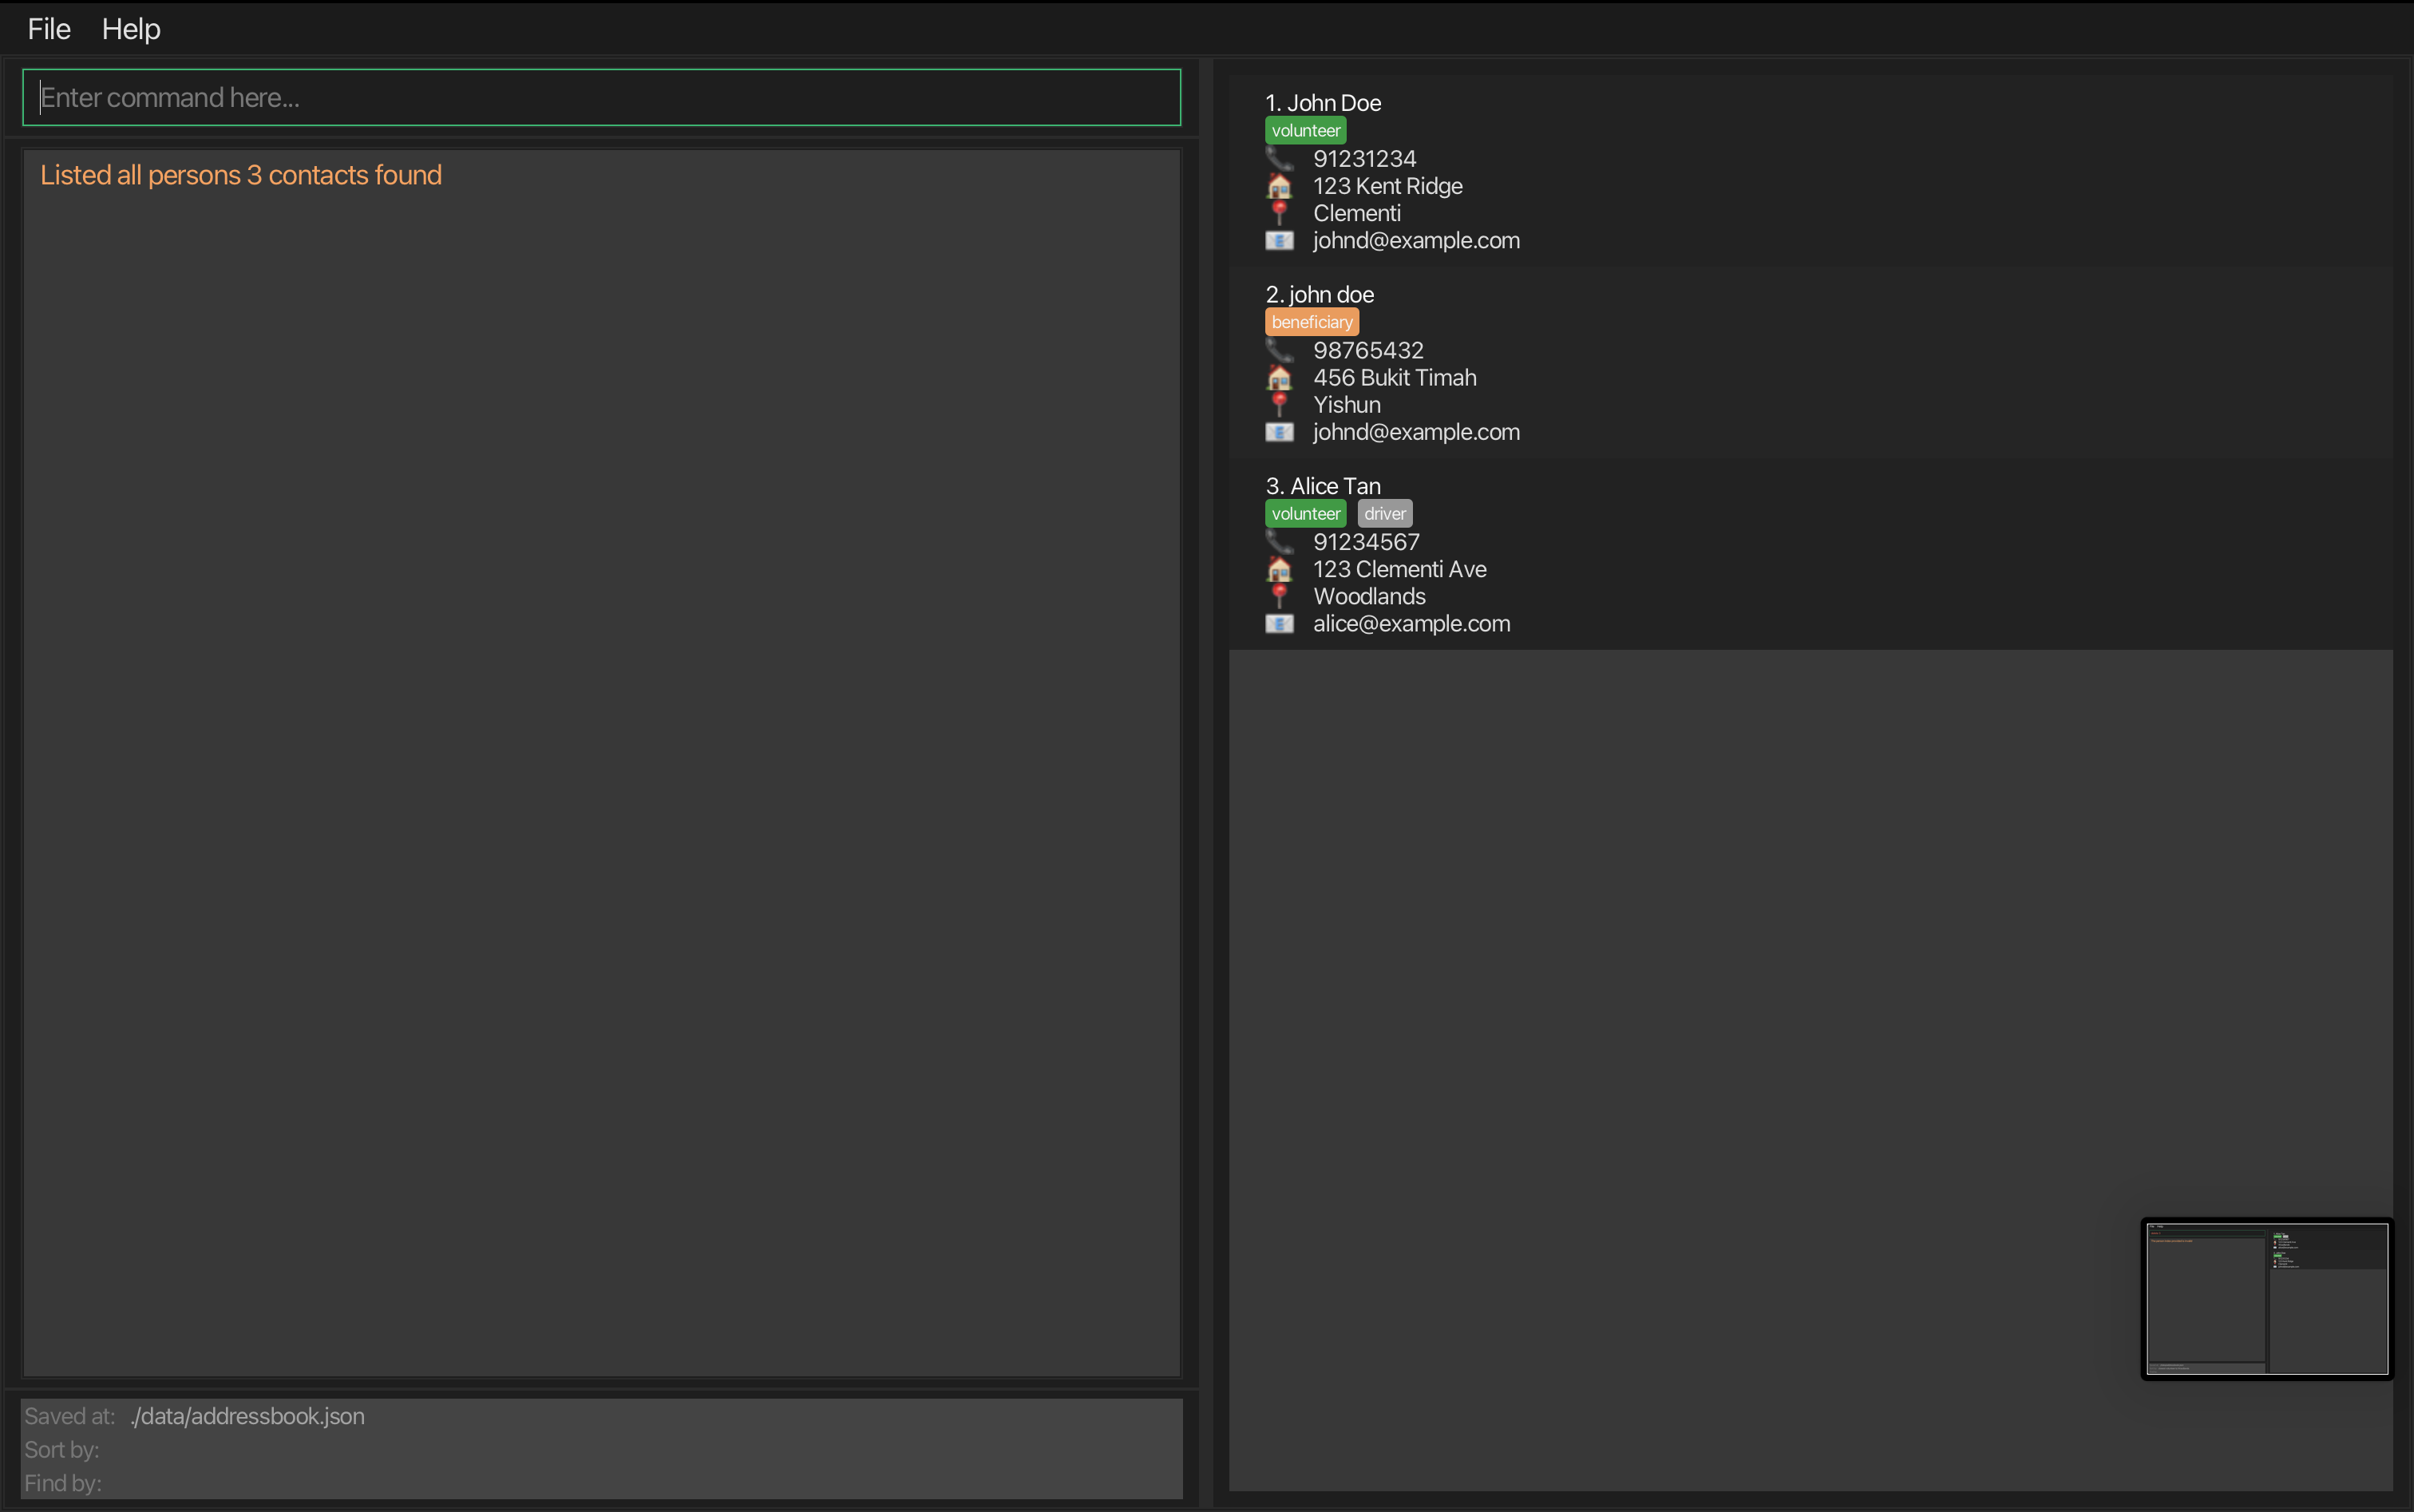 File Help
Enter command here...
Listed all persons 3 contacts found
Saved at: ./data/addressbook.json
Sort by:
Find by:
1. John Doe
volunteer
91231234
123 Kent Ridge
Clementi
johnd@example.com
2. john doe
beneficiary
98765432
456 Bukit Timah
Yishun
johnd@example.com
3. Alice Tan
volunteer driver
91234567
123 Clementi Ave
Woodlands
alice@example.com